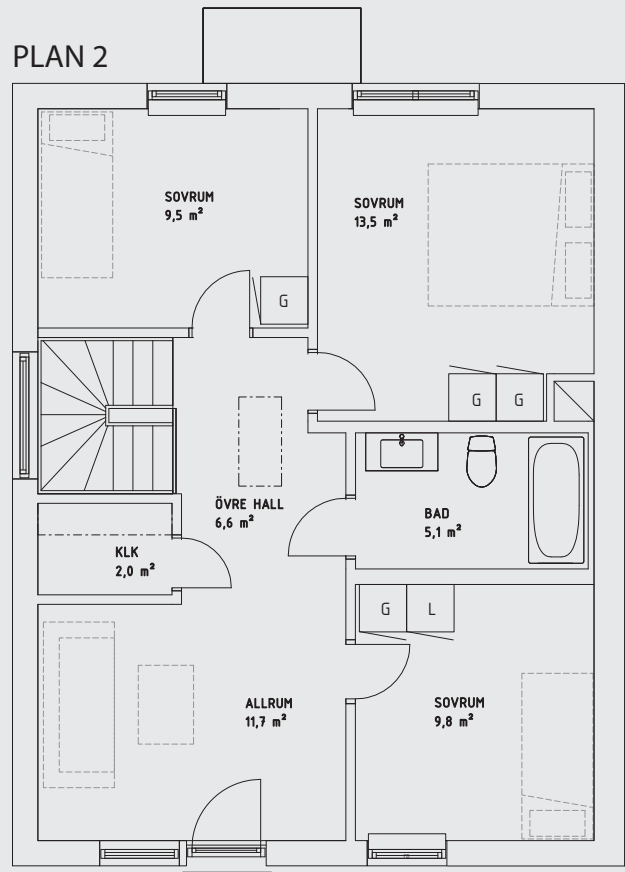 PLAN 2
SOVRUM
9,5 m²
SOVRUM
13,5 m²
G
G
G
ÖVRE HALL
6,6 m²
BAD
5,1 m²
KLK
2,0 m²
G
L
ALLRUM
11,7 m²
SOVRUM
9,8 m²